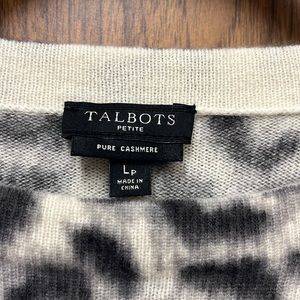 TALBOTS
PETITE
PURE CASHMERE
LP
MADE IN
CHINA